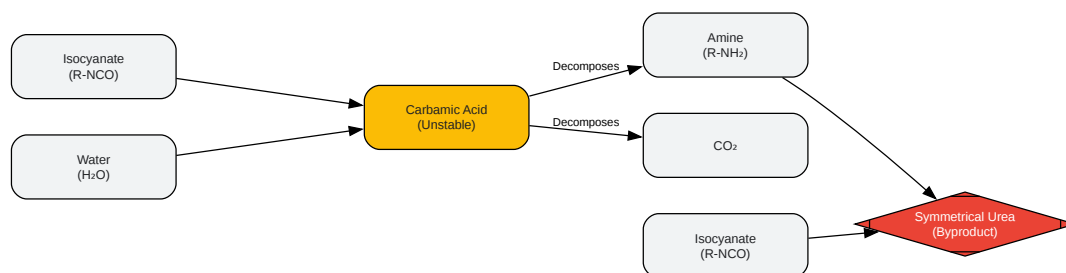 Isocyanate
(R-NCO)
Water
(H₂O)
Carbamic Acid
(Unstable)
Decomposes
Decomposes
Amine
(R-NH₂)
CO₂
Isocyanate
(R-NCO)
Symmetrical Urea
(Byproduct)